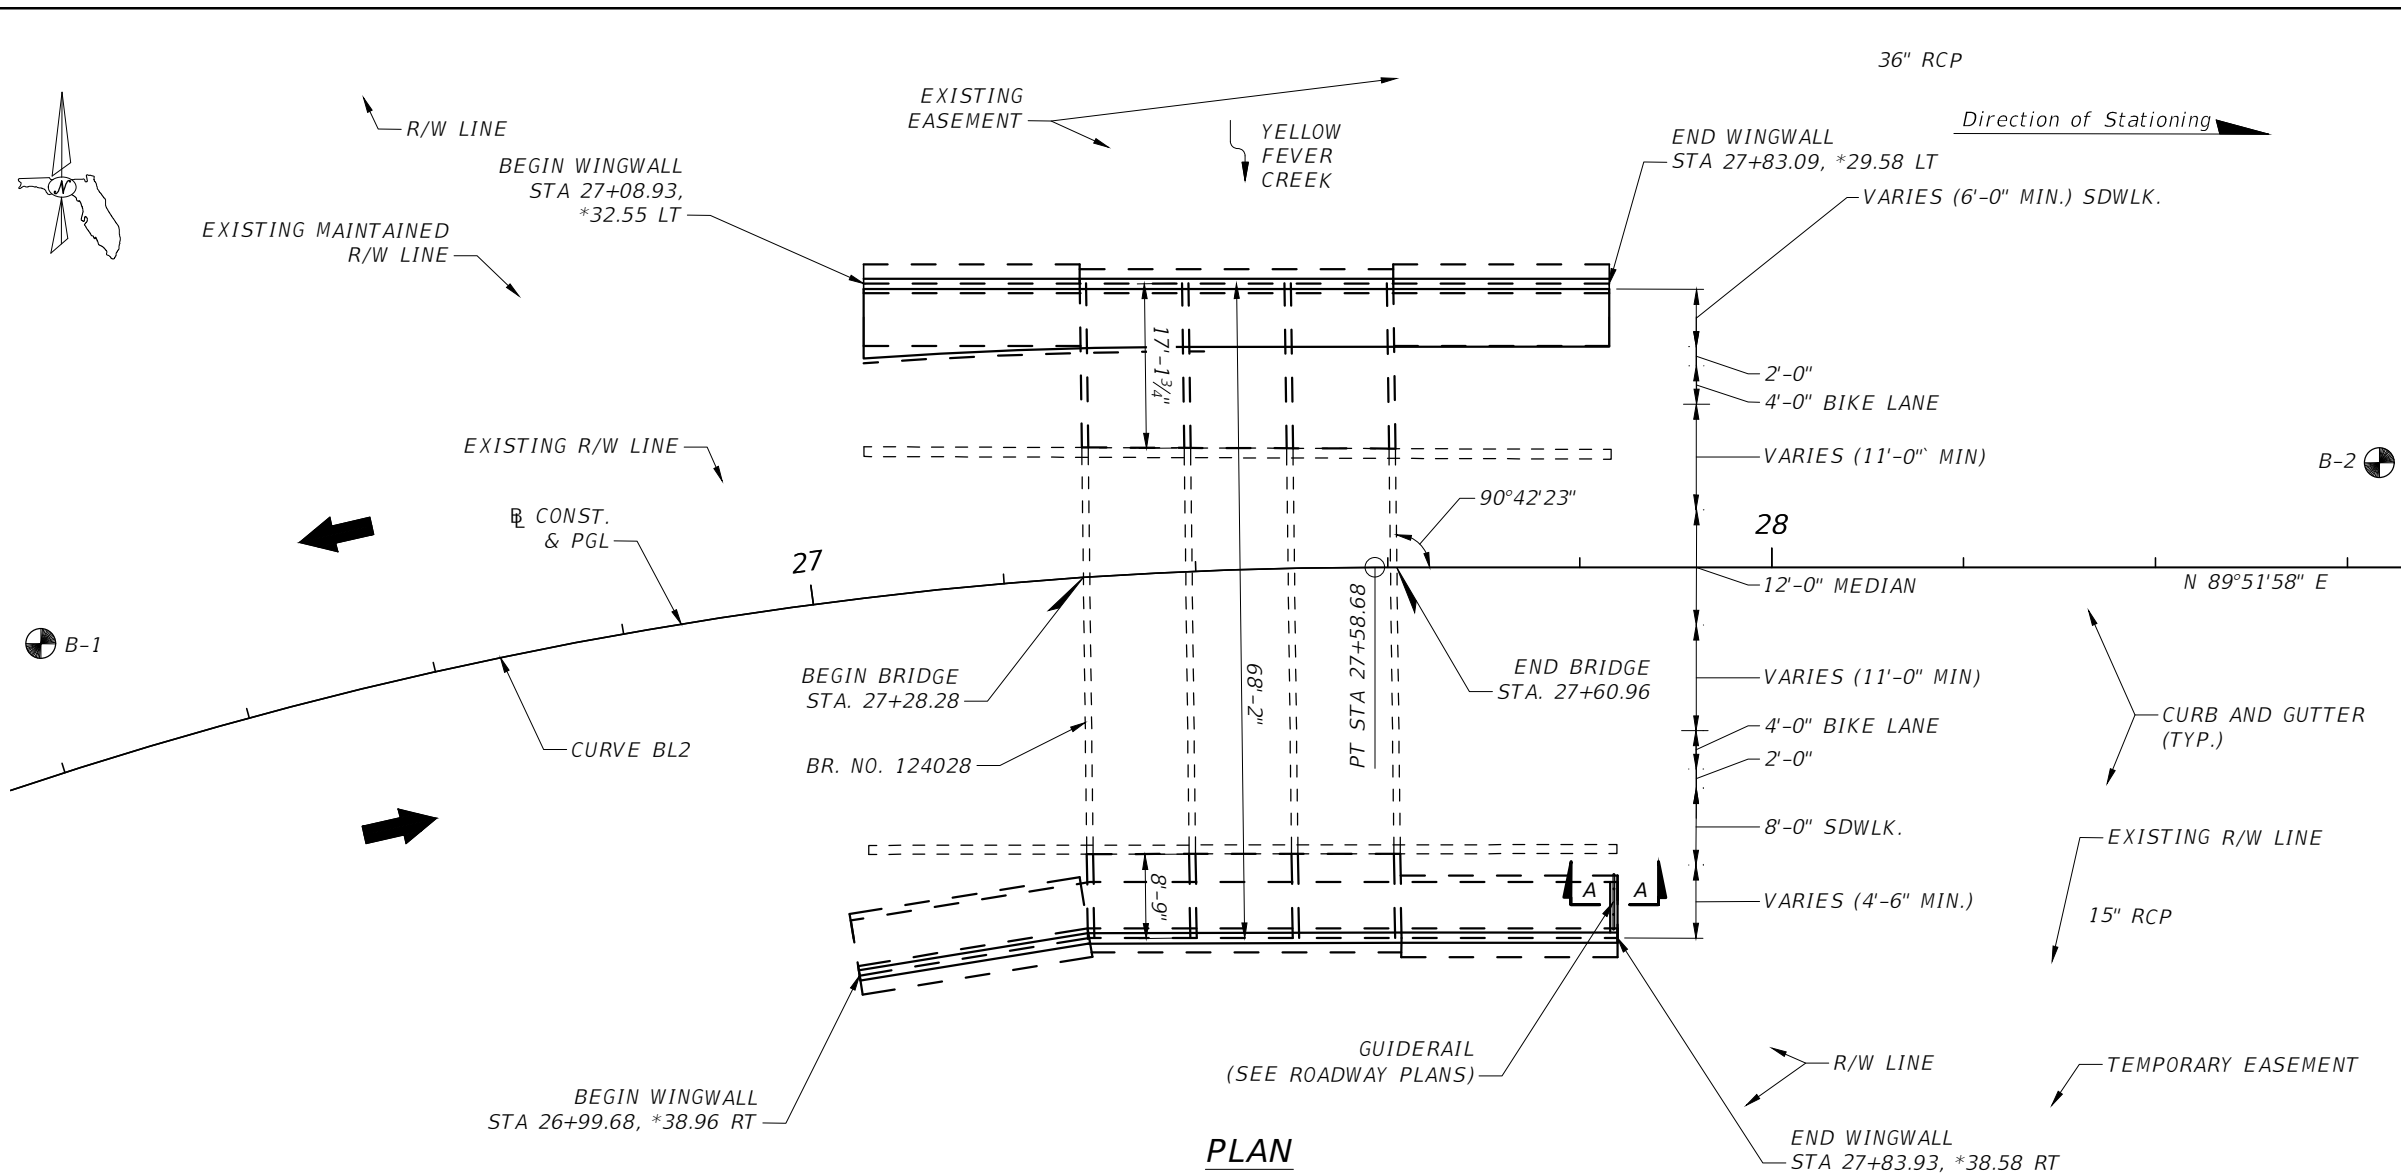 36" RCP
EXISTING
EASEMENT
R/W LINE
Direction of Stationing
YELLOW
FEVER
CREEK
END WINGWALL
STA 27+83.09, *29.58 LT
BEGIN WINGWALL
STA 27+08.93,
*32.55 LT
N
VARIES (6'-0" MIN.) SDWLK.
EXISTING MAINTAINED
R/W LINE
17'-1¾"
2'-0"
4'-0" BIKE LANE
EXISTING R/W LINE
VARIES (11'-0"` MIN)
B-2
90°42'23"
BL CONST.
& PGL
28
27
12'-0" MEDIAN
N 89°51'58" E
B-1
PT STA 27+58.68
BEGIN BRIDGE
STA. 27+28.28
68'-2"
END BRIDGE
STA. 27+60.96
VARIES (11'-0" MIN)
4'-0" BIKE LANE
CURB AND GUTTER
(TYP.)
CURVE BL2
BR. NO. 124028
2'-0"
8'-0" SDWLK.
EXISTING R/W LINE
8'-9"
A
A
VARIES (4'-6" MIN.)
15" RCP
GUIDERAIL
(SEE ROADWAY PLANS)
R/W LINE
TEMPORARY EASEMENT
BEGIN WINGWALL
STA 26+99.68, *38.96 RT
END WINGWALL
STA 27+83.93, *38.58 RT
PLAN